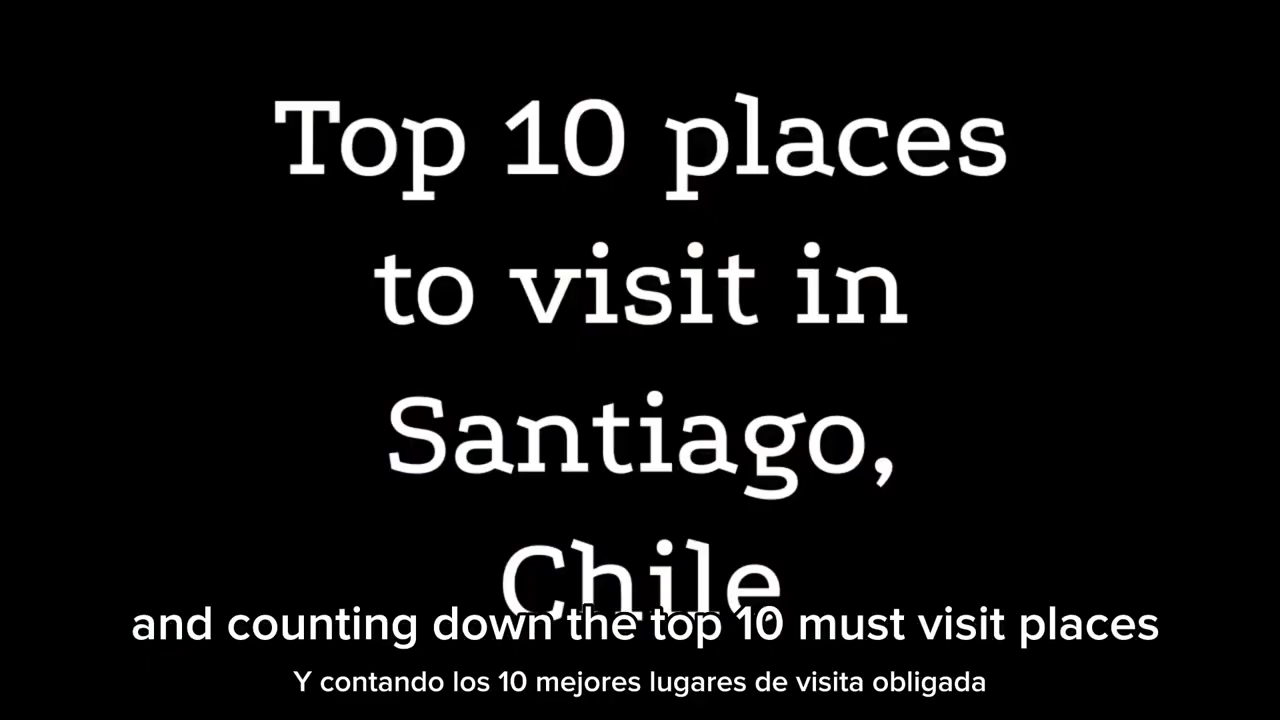 Top 10 places
to visit in
Santiago,
Chile
and counting down the top 10 must visit places
Y contando los 10 mejores lugares de visita obligada